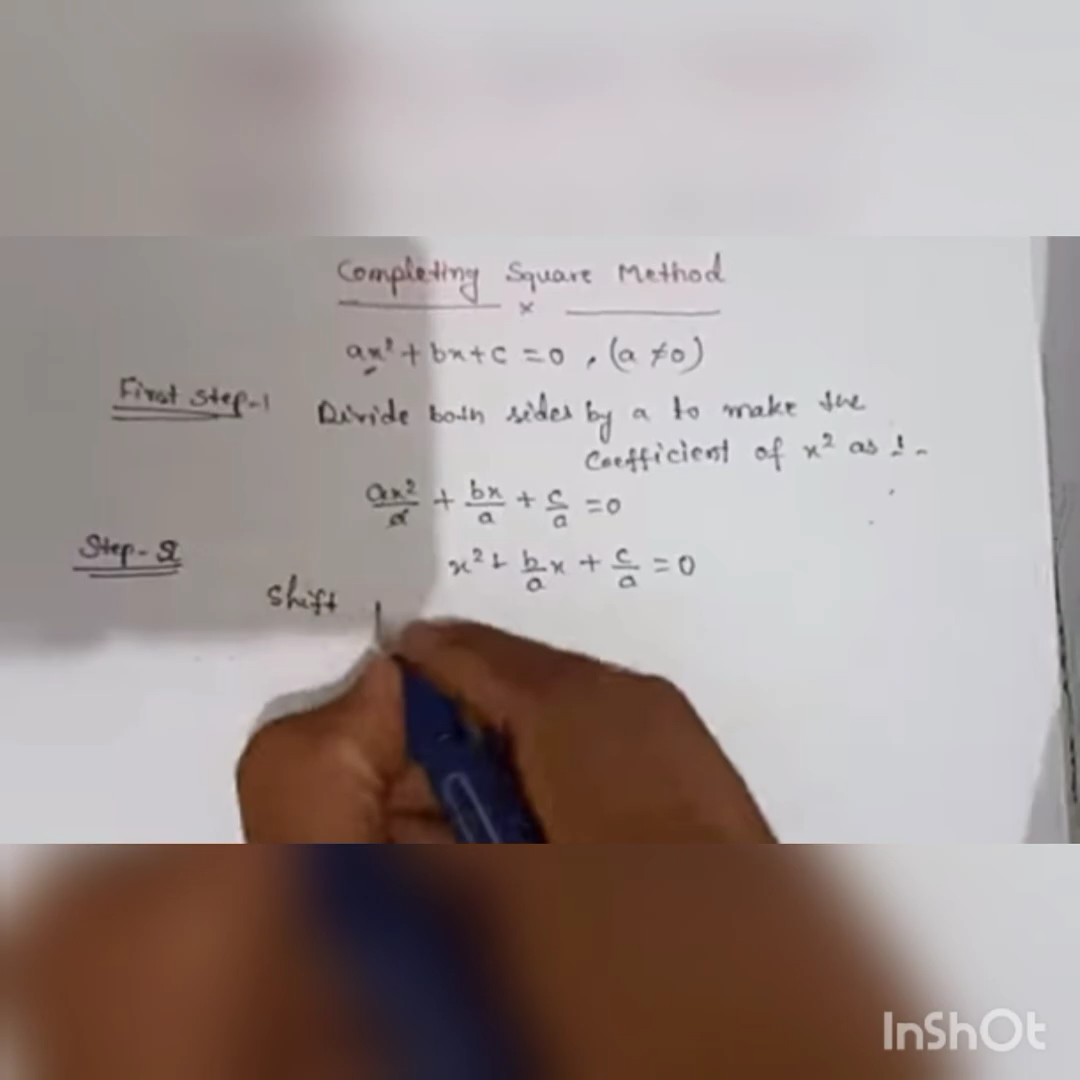 Completing Square Method
x
ax² + bx + c = 0 , (a ≠ 0)
First Step-1 Divide both sides by a to make the
Coefficient of x² as 1.
ax²/a + bx/a + c/a = 0
Step-II
x² + b/a x + c/a = 0
Shift
InShOt